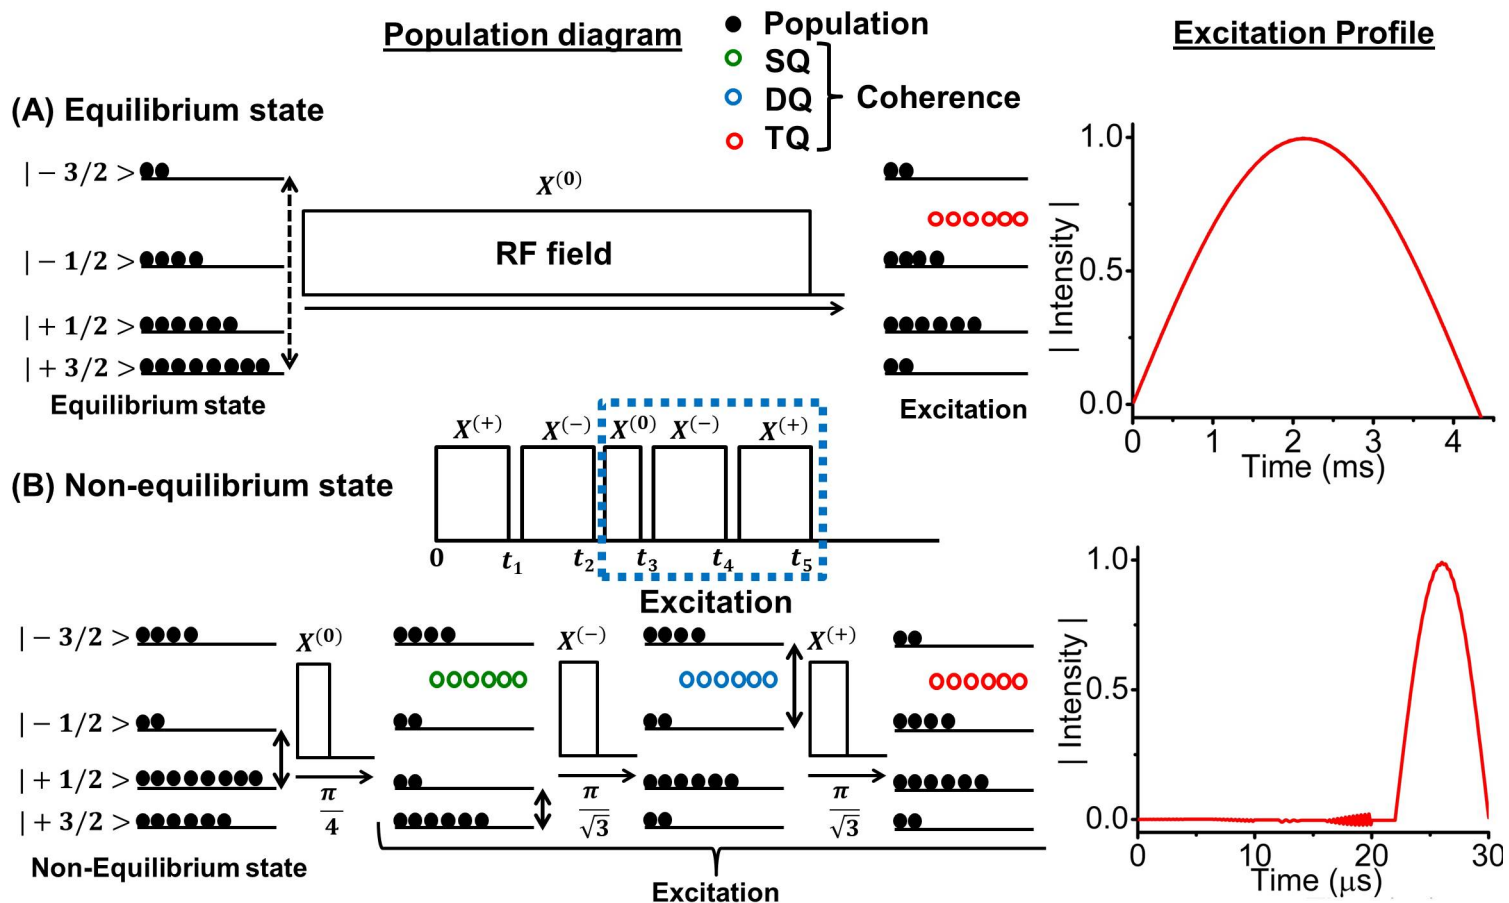 Population diagram
Population
SQ
DQ
TQ
Coherence
Excitation Profile
(A) Equilibrium state
| − 3/2 >
| − 1/2 >
| + 1/2 >
| + 3/2 >
Equilibrium state
X⁽⁰⁾
RF field
Excitation
| Intensity |
1.0
0.5
0.0
0 1 2 3 4
Time (ms)
(B) Non-equilibrium state
X⁽⁺⁾ X⁽⁻⁾ X⁽⁰⁾ X⁽⁻⁾ X⁽⁺⁾
0 t₁ t₂ t₃ t₄ t₅
Excitation
| − 3/2 >
| − 1/2 >
| + 1/2 >
| + 3/2 >
Non-Equilibrium state
X⁽⁰⁾
π
4
X⁽⁻⁾
π
√3
X⁽⁺⁾
π
√3
Excitation
| Intensity |
1.0
0.5
0.0
0 10 20 30
Time (μs)